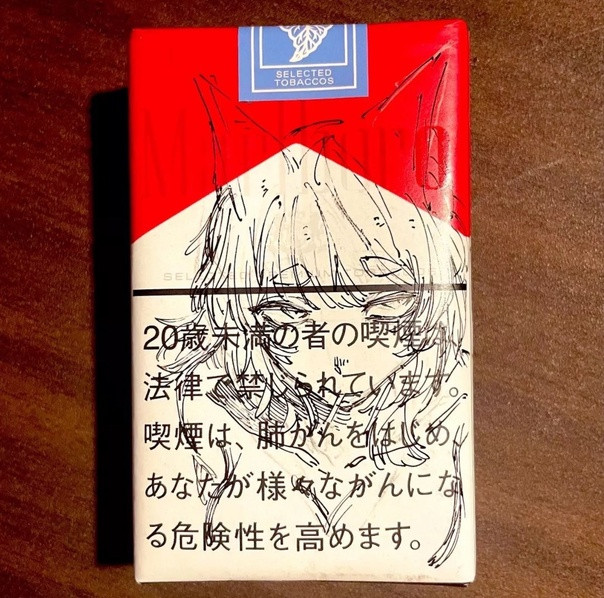 SELECTED
TOBACCOS
Marlboro
20歳未満の者の喫煙は、
法律で禁じられています。
喫煙は、肺がんをはじめ、
あなたが様々ながんにな
る危険性を高めます。